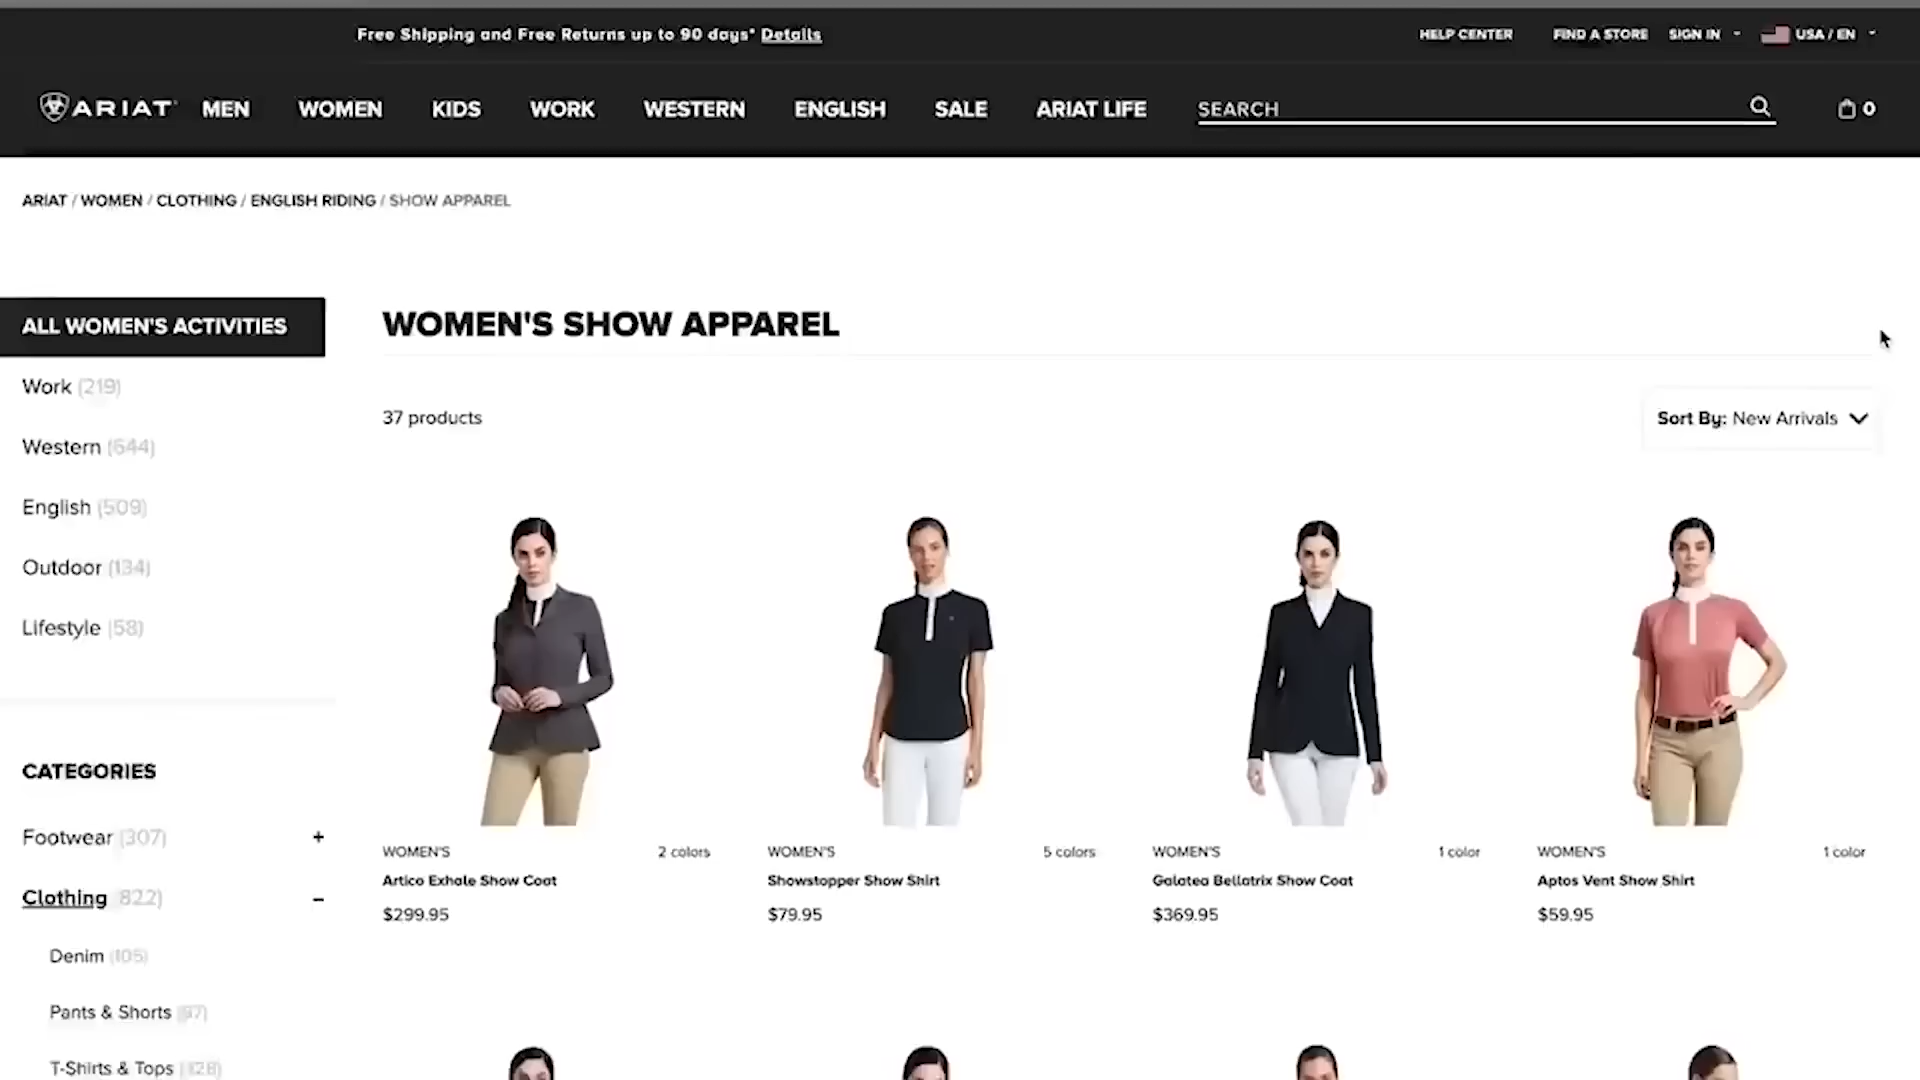 Free Shipping and Free Returns up to 90 days* Details
HELP CENTER
FIND A STORE
SIGN IN
USA / EN
ARIAT
MEN
WOMEN
KIDS
WORK
WESTERN
ENGLISH
SALE
ARIAT LIFE
SEARCH
0
ARIAT / WOMEN / CLOTHING / ENGLISH RIDING / SHOW APPAREL
ALL WOMEN'S ACTIVITIES
Work (219)
Western (644)
English (509)
Outdoor (134)
Lifestyle (58)
CATEGORIES
Footwear (307) +
Clothing (822) –
Denim (105)
Pants & Shorts (97)
T-Shirts & Tops (328)
WOMEN'S SHOW APPAREL
37 products
Sort By: New Arrivals
WOMEN'S 2 colors
Artico Exhale Show Coat
$299.95
WOMEN'S 5 colors
Showstopper Show Shirt
$79.95
WOMEN'S 1 color
Galatea Bellatrix Show Coat
$369.95
WOMEN'S 1 color
Aptos Vent Show Shirt
$59.95